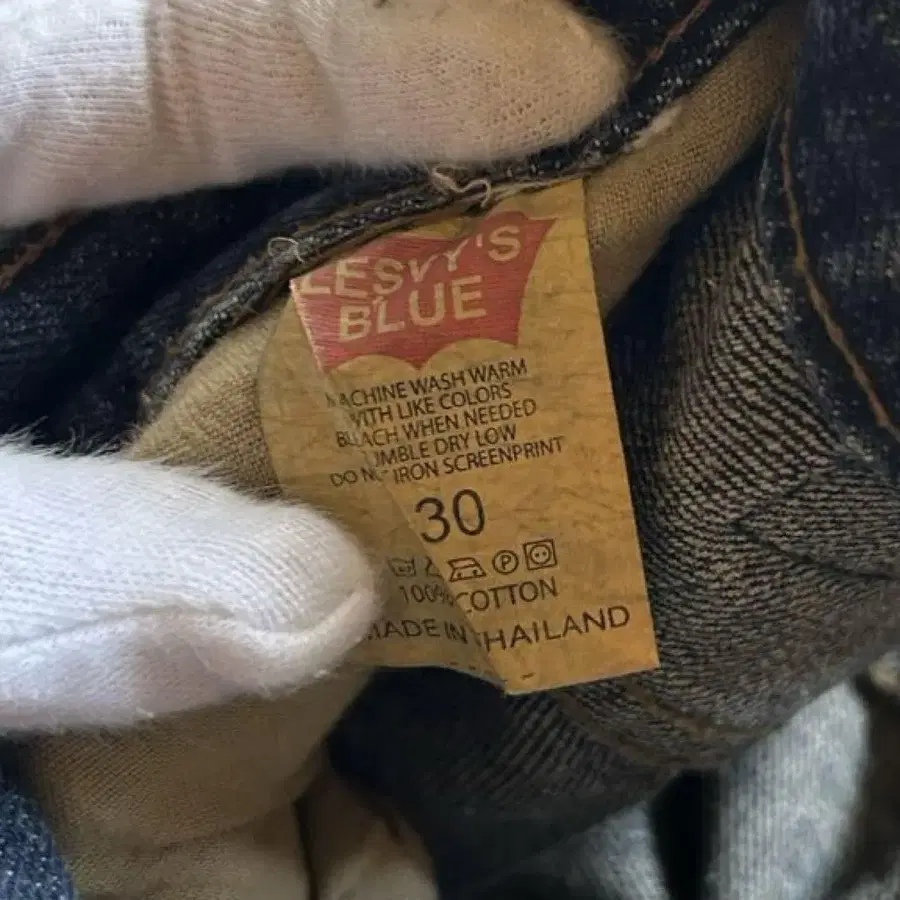 LESVY'S
BLUE
MACHINE WASH WARM
WITH LIKE COLORS
BLEACH WHEN NEEDED
TUMBLE DRY LOW
DO NOT IRON SCREENPRINT
30
P
100% COTTON
MADE IN THAILAND